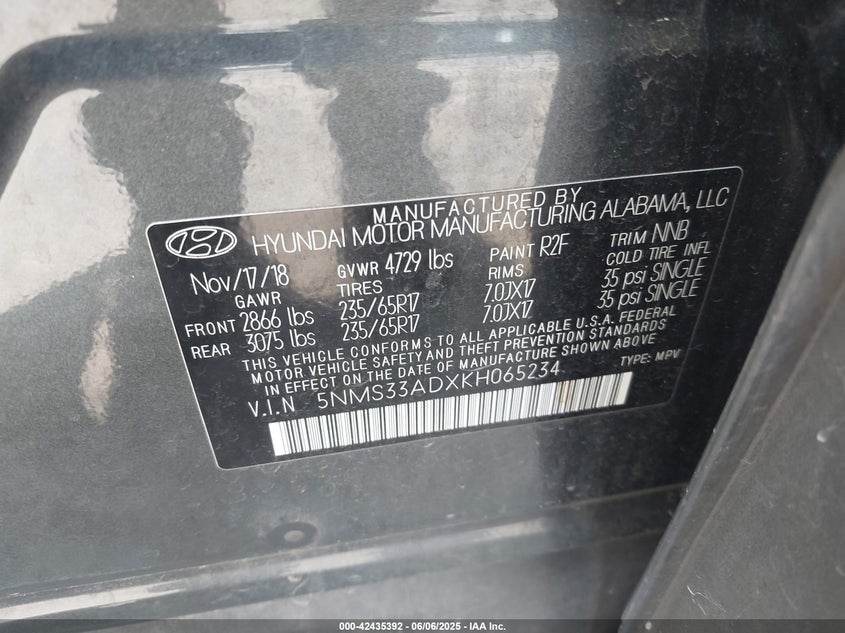 MANUFACTURED BY
HYUNDAI MOTOR MANUFACTURING ALABAMA, LLC
Nov/17/18 GVWR 4729 lbs PAINT R2F TRIM NNB
GAWR TIRES RIMS COLD TIRE INFL
FRONT 2866 lbs 235/65R17 7.0JX17 35 psi SINGLE
REAR 3075 lbs 235/65R17 7.0JX17 35 psi SINGLE
THIS VEHICLE CONFORMS TO ALL APPLICABLE U.S.A. FEDERAL
MOTOR VEHICLE SAFETY AND THEFT PREVENTION STANDARDS
IN EFFECT ON THE DATE OF MANUFACTURE SHOWN ABOVE
V.I.N 5NMS33ADXKH065234 TYPE: MPV
000-42435392 - 06/06/2025 - IAA Inc.